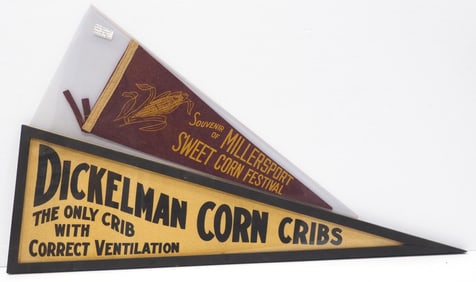 SOUVENIR
OF
MILLERSPORT
SWEET CORN FESTIVAL
DICKELMAN CORN CRIBS
THE ONLY CRIB
WITH
CORRECT VENTILATION